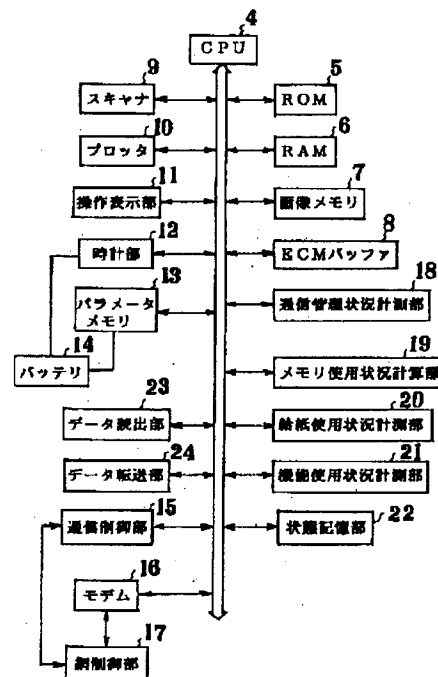 4
CPU
9
スキャナ
5
ROM
10
プロッタ
6
RAM
11
操作表示部
7
画像メモリ
12
時計部
8
ECMバッファ
13
パラメータ
メモリ
18
通信管理状況計測部
14
バッテリ
19
メモリ使用状況計算部
23
データ読出部
20
給紙使用状況計測部
24
データ転送部
21
機能使用状況計測部
15
通信制御部
22
状態記憶部
16
モデム
17
網制御部